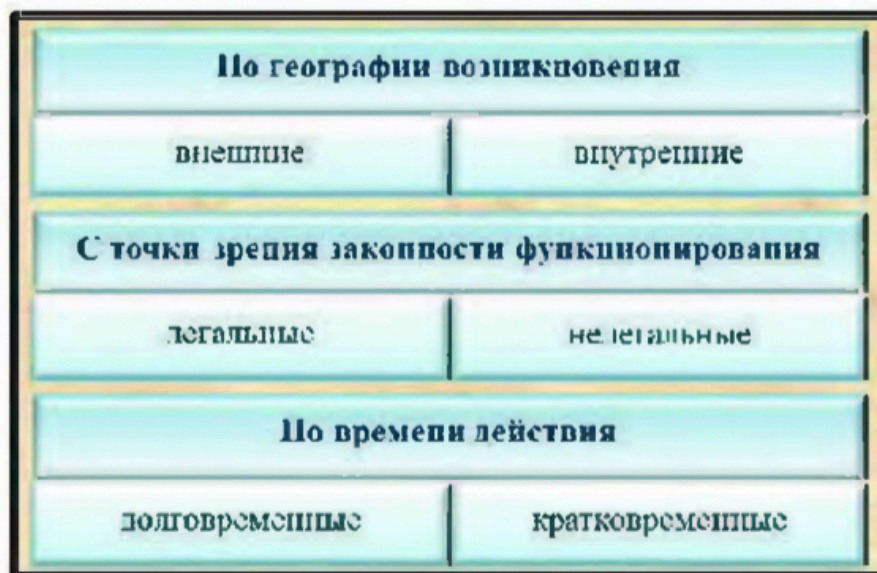 По географии возникновения
внешние внутренние
С точки зрения законности функционирования
легальные нелегальные
По времени действия
долговременные кратковременные